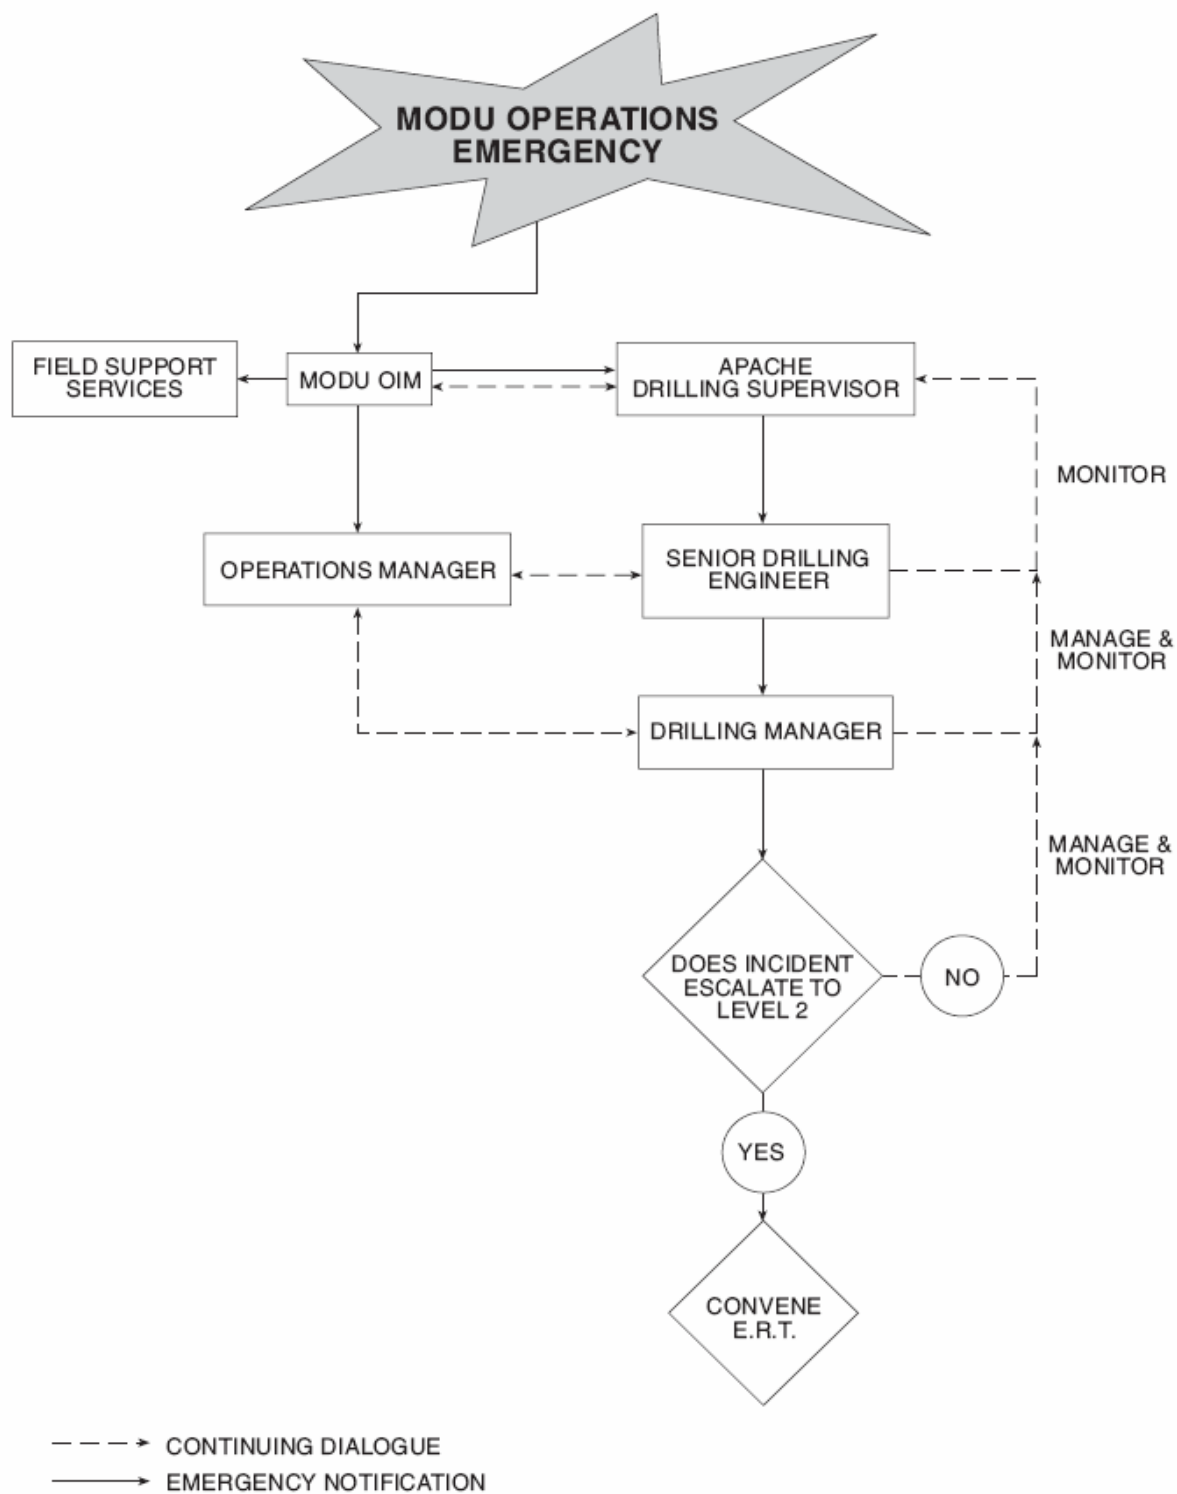 MODU OPERATIONS
EMERGENCY
FIELD SUPPORT
SERVICES
MODU OIM
APACHE
DRILLING SUPERVISOR
MONITOR
OPERATIONS MANAGER
SENIOR DRILLING
ENGINEER
MANAGE &
MONITOR
DRILLING MANAGER
MANAGE &
MONITOR
DOES INCIDENT
ESCALATE TO
LEVEL 2
NO
YES
CONVENE
E.R.T.
CONTINUING DIALOGUE
EMERGENCY NOTIFICATION